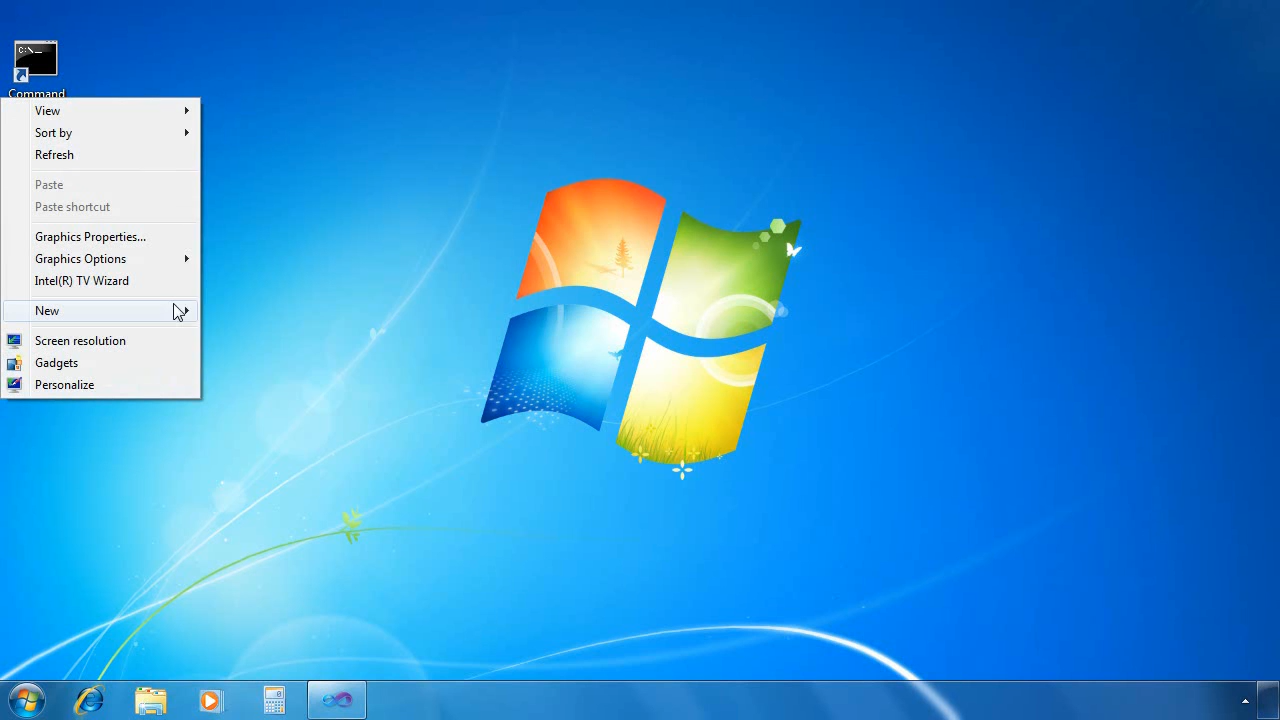 C:\_
Command
View
Sort by
Refresh
Paste
Paste shortcut
Graphics Properties...
Graphics Options
Intel(R) TV Wizard
New
Screen resolution
Gadgets
Personalize